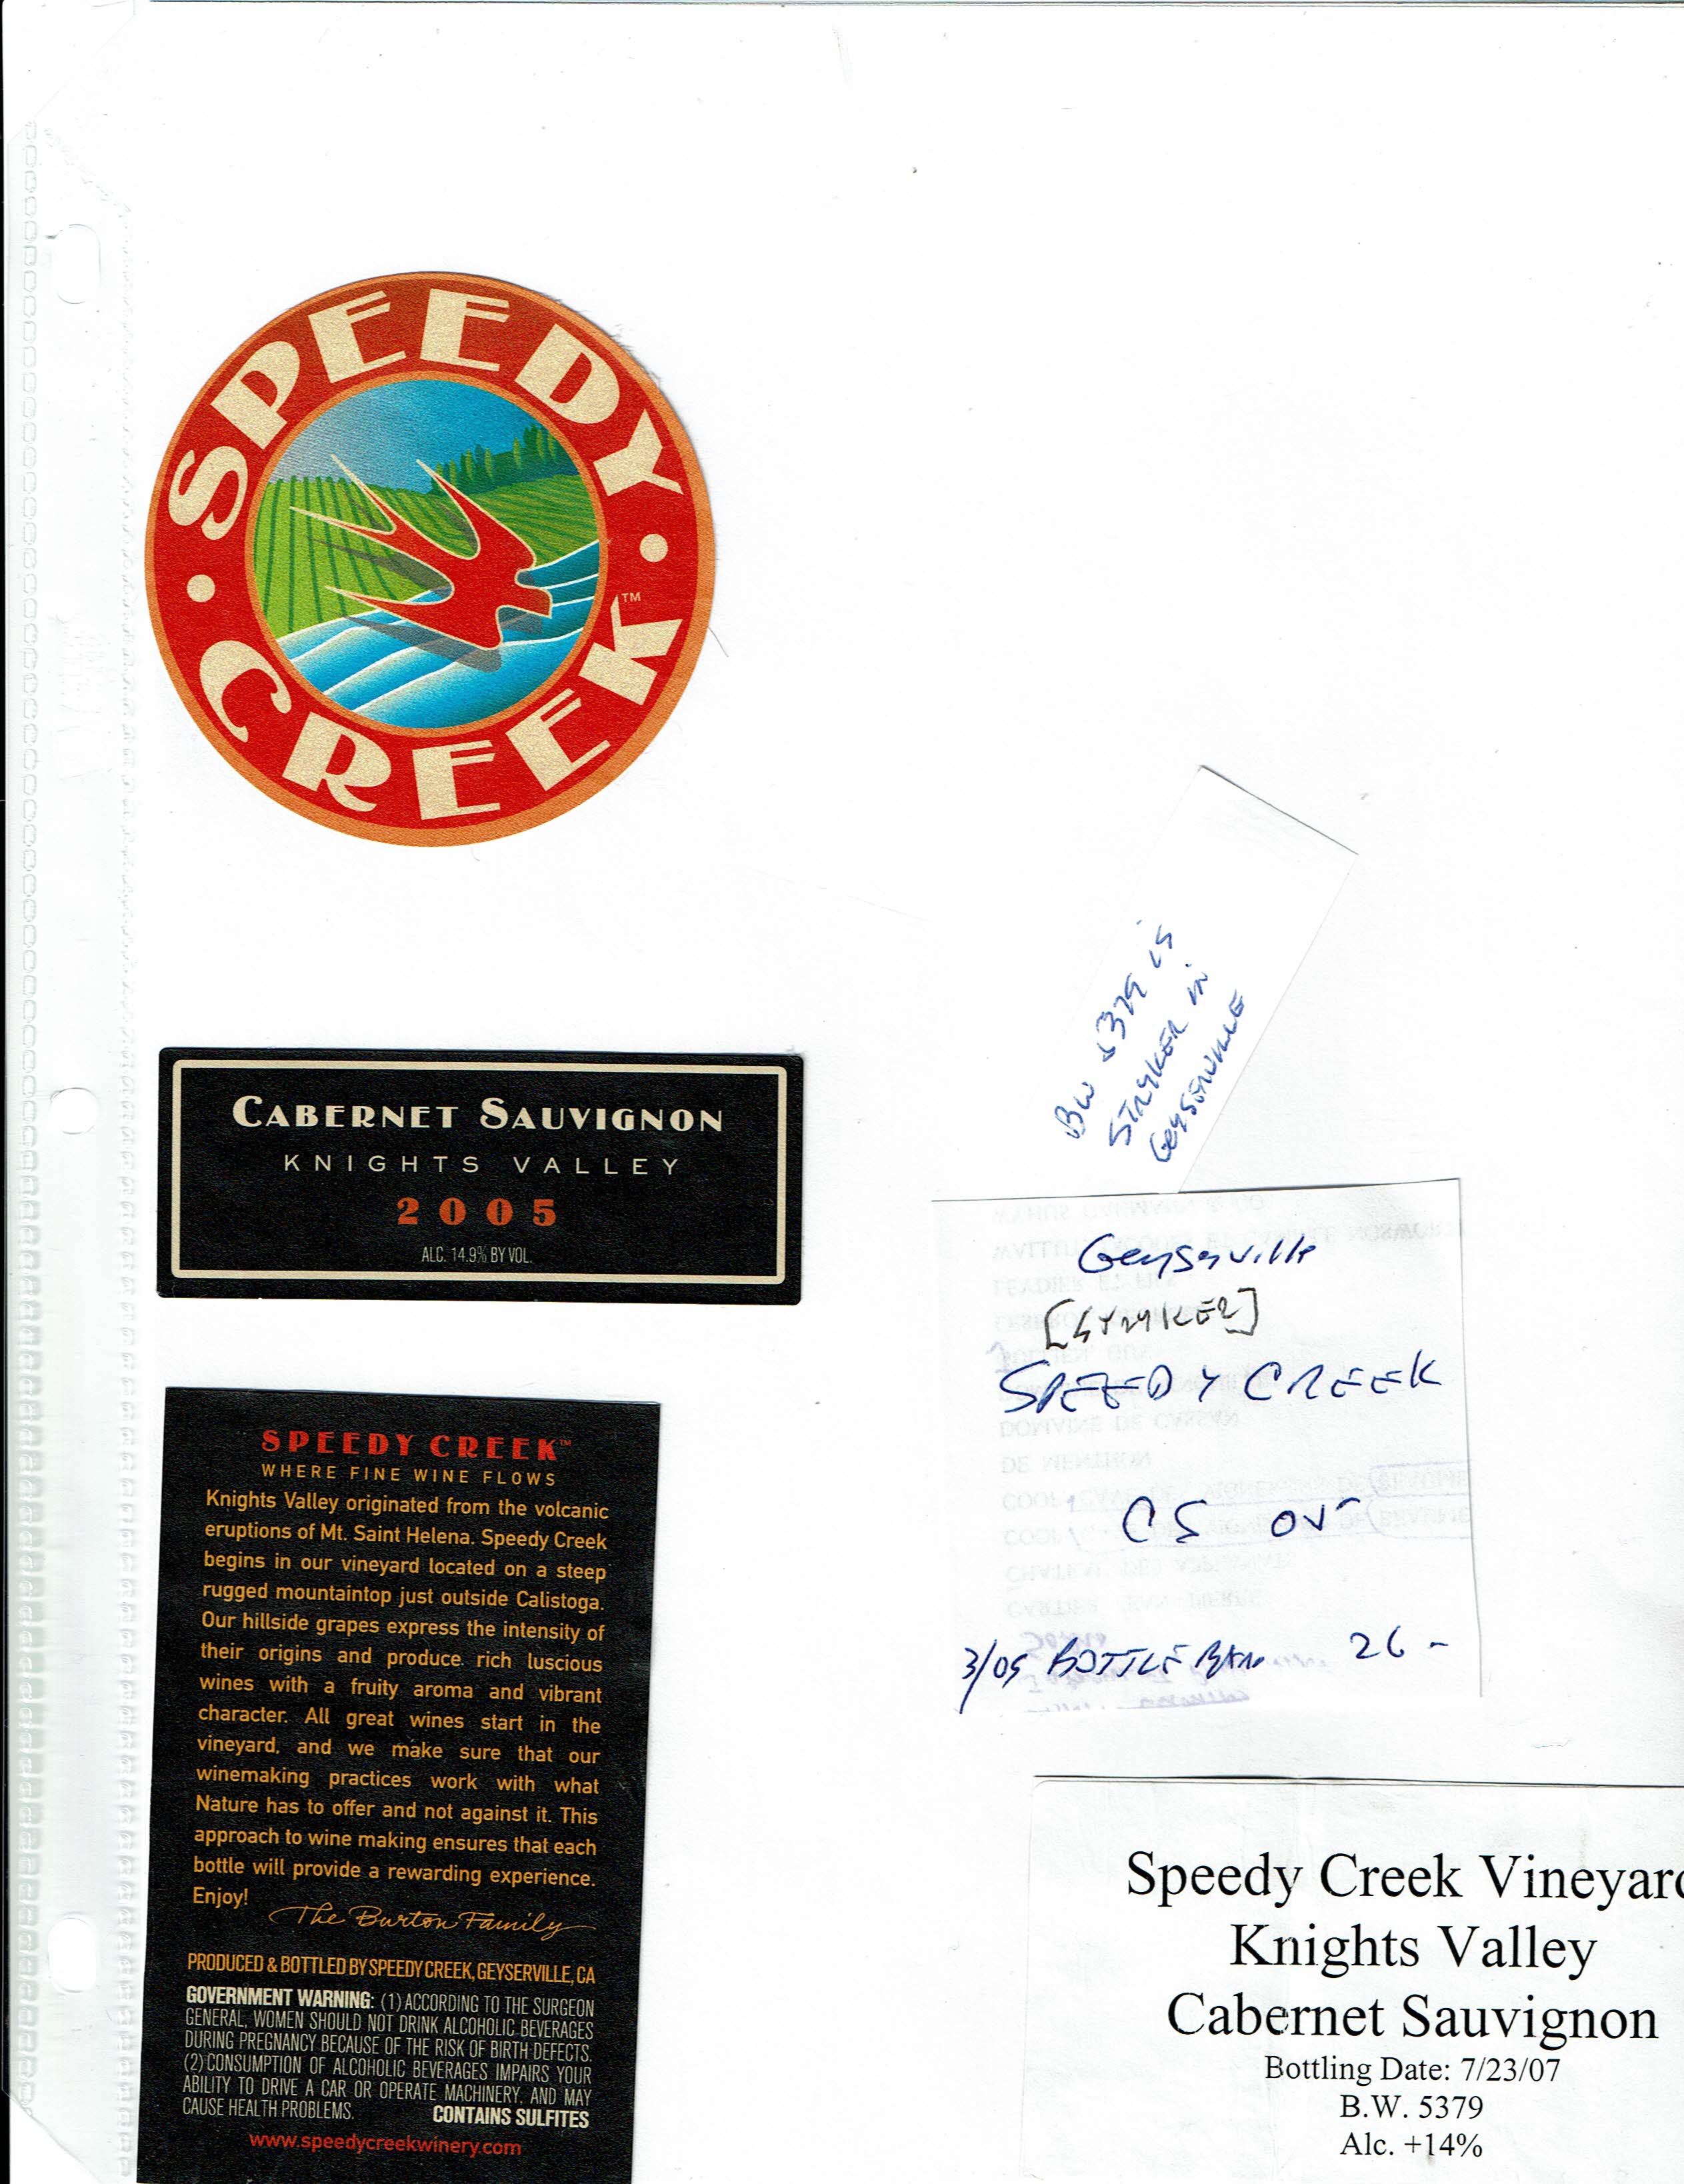 SPEEDY
CREEK™
CABERNET SAUVIGNON
KNIGHTS VALLEY
2005
ALC. 14.9% BY VOL.
SPEEDY CREEK™
WHERE FINE WINE FLOWS
Knights Valley originated from the volcanic
eruptions of Mt. Saint Helena. Speedy Creek
begins in our vineyard located on a steep
rugged mountaintop just outside Calistoga.
Our hillside grapes express the intensity of
their origins and produce rich luscious
wines with a fruity aroma and vibrant
character. All great wines start in the
vineyard, and we make sure that our
winemaking practices work with what
Nature has to offer and not against it. This
approach to wine making ensures that each
bottle will provide a rewarding experience.
Enjoy!
The Burton Family
PRODUCED & BOTTLED BY SPEEDY CREEK, GEYSERVILLE, CA
GOVERNMENT WARNING: (1) ACCORDING TO THE SURGEON
GENERAL, WOMEN SHOULD NOT DRINK ALCOHOLIC BEVERAGES
DURING PREGNANCY BECAUSE OF THE RISK OF BIRTH DEFECTS.
(2) CONSUMPTION OF ALCOHOLIC BEVERAGES IMPAIRS YOUR
ABILITY TO DRIVE A CAR OR OPERATE MACHINERY, AND MAY
CAUSE HEALTH PROBLEMS. CONTAINS SULFITES
www.speedycreekwinery.com
BW 5379 is
STRYKER in
Geyserville
Geyserville
[STRYKER]
SPEEDY CREEK
CS 05
3/09 BOTTLE BARN 26-
Speedy Creek Vineyard
Knights Valley
Cabernet Sauvignon
Bottling Date: 7/23/07
B.W. 5379
Alc. +14%